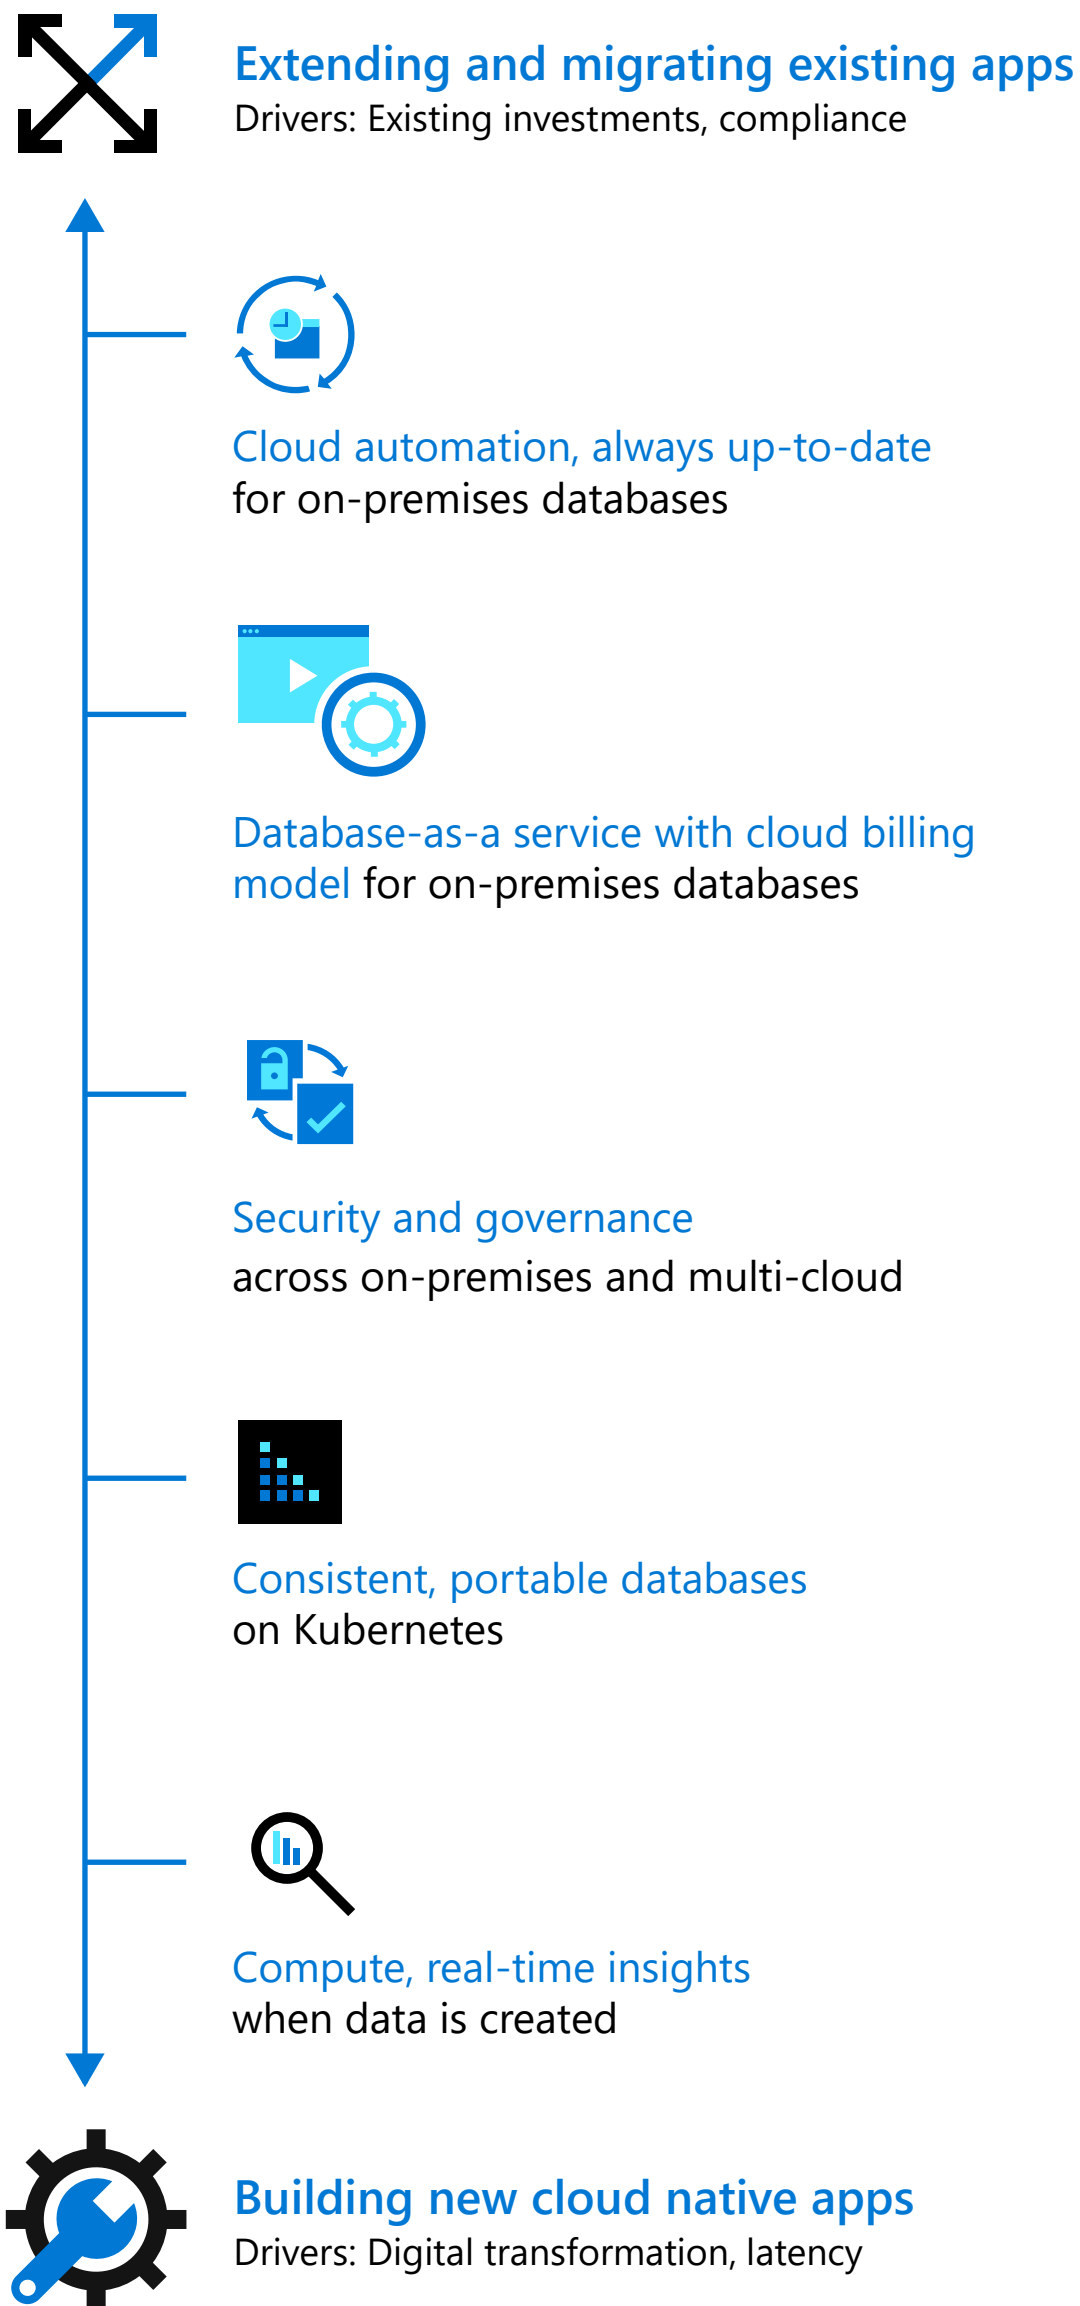 Extending and migrating existing apps
Drivers: Existing investments, compliance
Cloud automation, always up-to-date
for on-premises databases
Database-as-a service with cloud billing
model for on-premises databases
Security and governance
across on-premises and multi-cloud
Consistent, portable databases
on Kubernetes
Compute, real-time insights
when data is created
Building new cloud native apps
Drivers: Digital transformation, latency